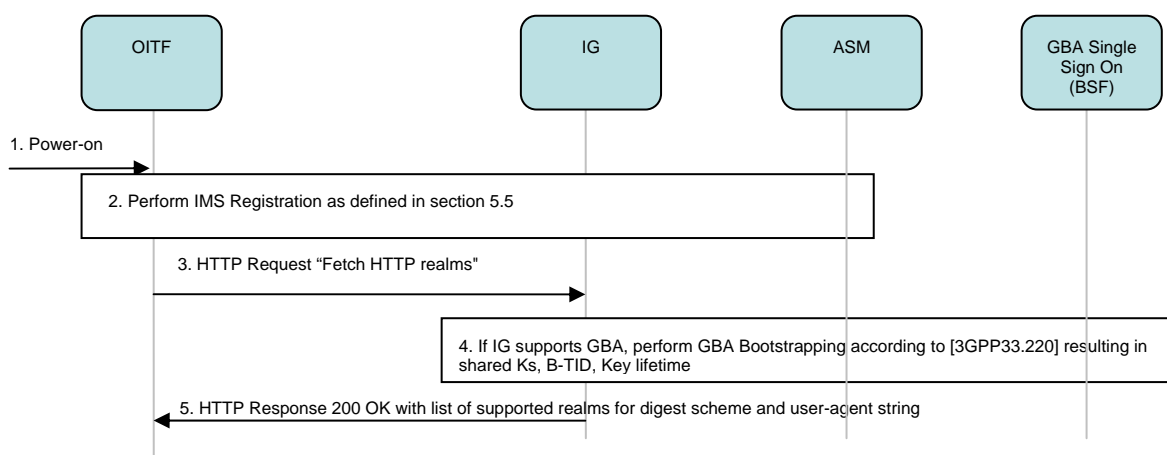 OITF
IG
ASM
GBA Single
Sign On
(BSF)
1. Power-on
2. Perform IMS Registration as defined in section 5.5
3. HTTP Request “Fetch HTTP realms"
4. If IG supports GBA, perform GBA Bootstrapping according to [3GPP33.220] resulting in
shared Ks, B-TID, Key lifetime
5. HTTP Response 200 OK with list of supported realms for digest scheme and user-agent string